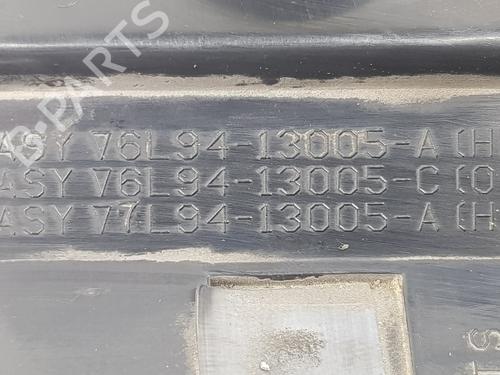 B-PARTS
ASY 76L94-13005-A (H
ASY 76L94-13005-C (O
ASY 77L94-13005-A (H